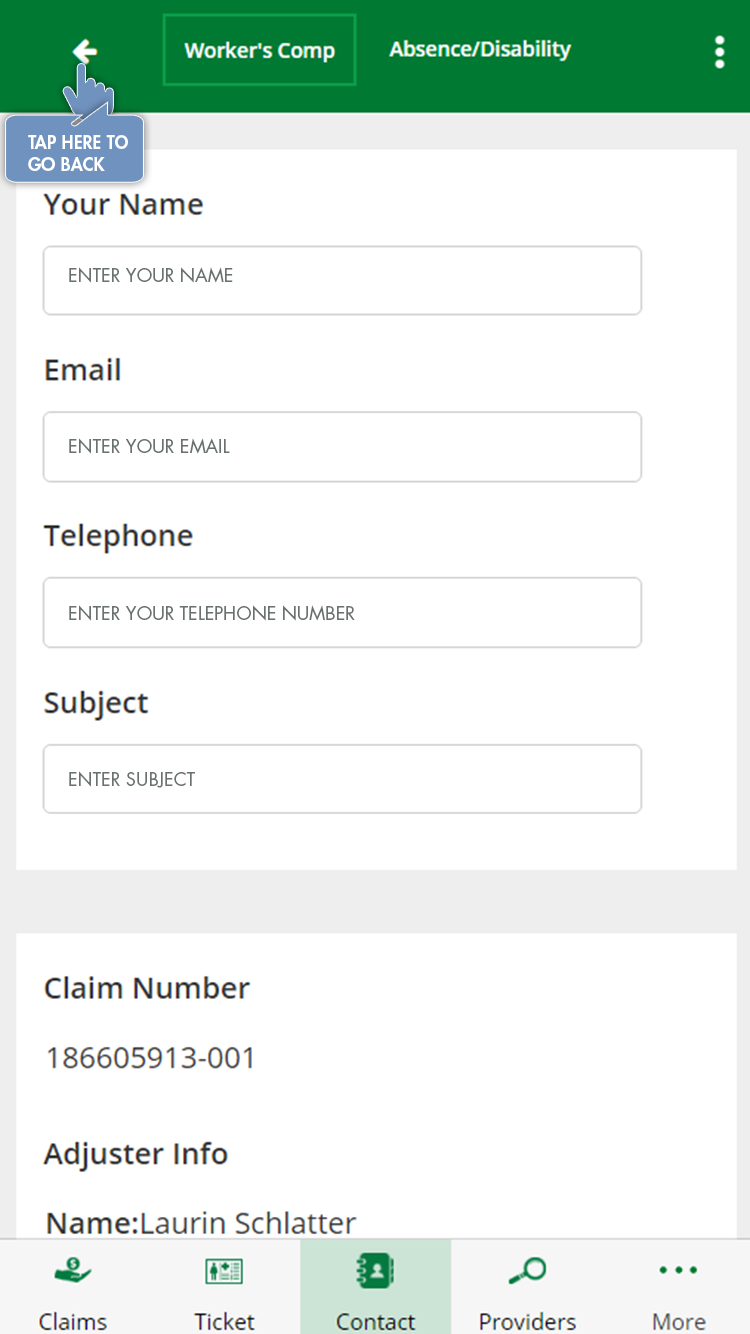 Worker's Comp
Absence/Disability
TAP HERE TO
GO BACK
Your Name
ENTER YOUR NAME
Email
ENTER YOUR EMAIL
Telephone
ENTER YOUR TELEPHONE NUMBER
Subject
ENTER SUBJECT
Claim Number
186605913-001
Adjuster Info
Name:Laurin Schlatter
Claims
Ticket
Contact
Providers
More